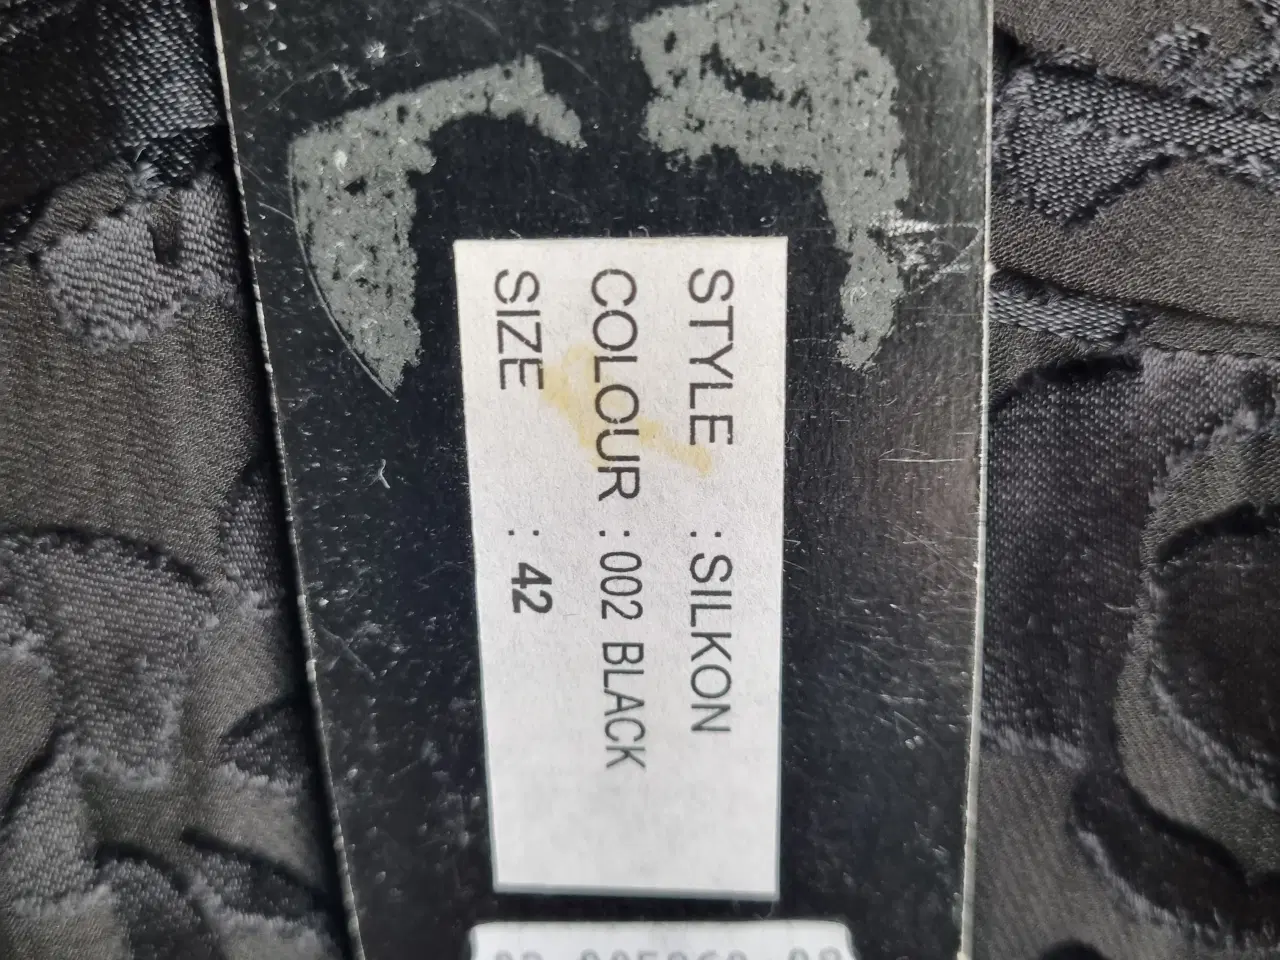 STYLE : SILKON
COLOUR : 002 BLACK
SIZE : 42